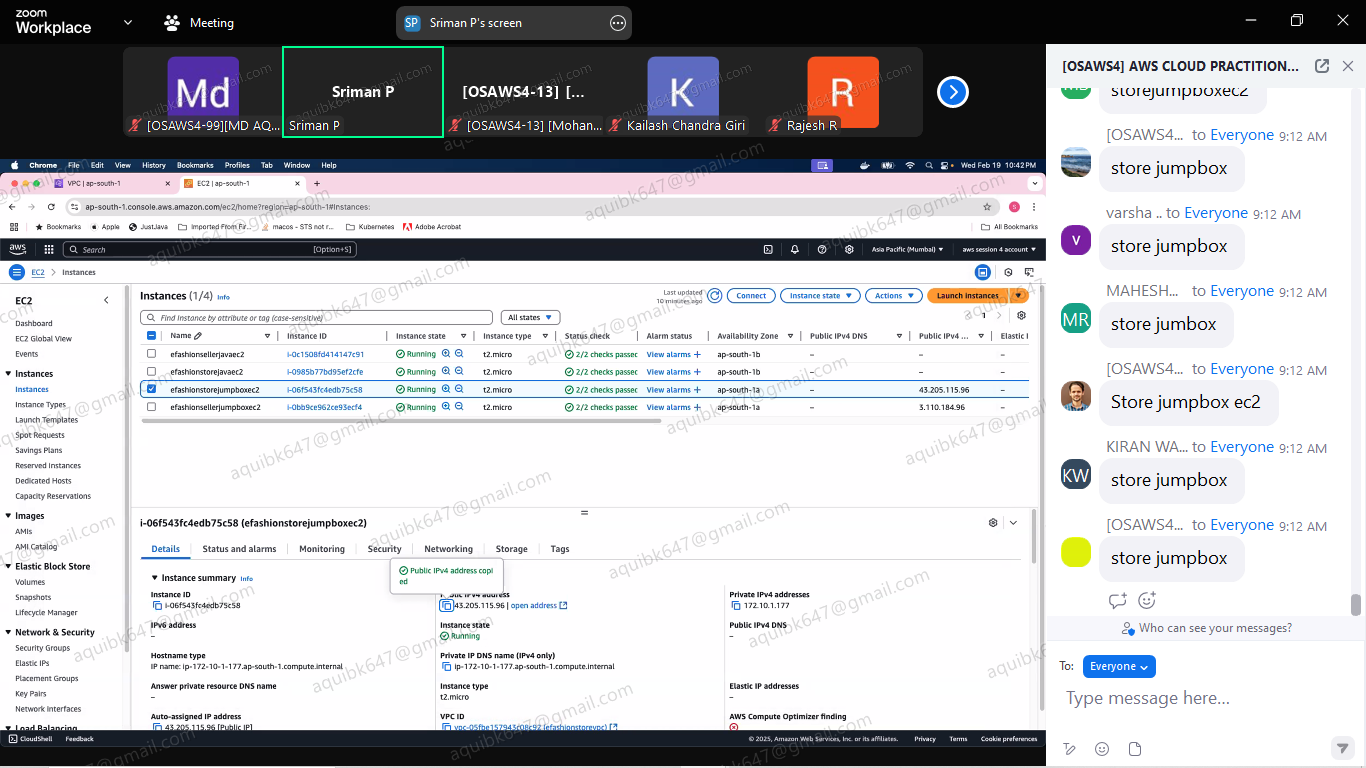 zoom
Workplace
Meeting
SP Sriman P's screen
Md
Sriman P
[OSAWS4-13] [...
K
R
[OSAWS4-99][MD AQ...
Sriman P
[OSAWS4-13] [Mohan...
Kailash Chandra Giri
Rajesh R
Chrome File Edit View History Bookmarks Profiles Tab Window Help
Wed Feb 19 10:42 PM
VPC | ap-south-1
EC2 | ap-south-1
ap-south-1.console.aws.amazon.com/ec2/home?region=ap-south-1#Instances:
S
Bookmarks Apple JustJava Imported From Fir... macos - STS not r... Kubernetes Adobe Acrobat
All Bookmarks
aws
Search [Option+S]
Asia Pacific (Mumbai)
aws session 4 account
EC2 > Instances
EC2
Dashboard
EC2 Global View
Events
Instances
Instances
Instance Types
Launch Templates
Spot Requests
Savings Plans
Reserved Instances
Dedicated Hosts
Capacity Reservations
Images
AMIs
AMI Catalog
Elastic Block Store
Volumes
Snapshots
Lifecycle Manager
Network & Security
Security Groups
Elastic IPs
Placement Groups
Key Pairs
Network Interfaces
Load Balancing
Instances (1/4) Info
Last updated
10 minutes ago
Connect
Instance state
Actions
Launch instances
Find Instance by attribute or tag (case-sensitive)
All states
1
Name Instance ID Instance state Instance type Status check Alarm status Availability Zone Public IPv4 DNS Public IPv4 ... Elastic I
efashionsellerjavaec2 i-0c1508fd414147c91 Running t2.micro 2/2 checks passec View alarms + ap-south-1b – – –
efashionstorejavaec2 i-0985b77bd95ef2cfe Running t2.micro 2/2 checks passec View alarms + ap-south-1b – – –
efashionstorejumpboxec2 i-06f543fc4edb75c58 Running t2.micro 2/2 checks passec View alarms + ap-south-1a – 43.205.115.96 –
efashionsellerjumpboxec2 i-0bb9ce962ce93ecf4 Running t2.micro 2/2 checks passec View alarms + ap-south-1a – 3.110.184.96 –
i-06f543fc4edb75c58 (efashionstorejumpboxec2)
Details Status and alarms Monitoring Security Networking Storage Tags
Public IPv4 address copi
ed
Instance summary Info
Instance ID
i-06f543fc4edb75c58
Public IPv4 address
43.205.115.96 | open address
Private IPv4 addresses
172.10.1.177
IPv6 address
–
Instance state
Running
Public IPv4 DNS
–
Hostname type
IP name: ip-172-10-1-177.ap-south-1.compute.internal
Private IP DNS name (IPv4 only)
ip-172-10-1-177.ap-south-1.compute.internal
Answer private resource DNS name
–
Instance type
t2.micro
Elastic IP addresses
–
Auto-assigned IP address
43.205.115.96 [Public IP]
VPC ID
vpc-05fbe157943c08c92 (efashionstorevpc)
AWS Compute Optimizer finding
CloudShell Feedback
© 2025, Amazon Web Services, Inc. or its affiliates. Privacy Terms Cookie preferences
[OSAWS4] AWS CLOUD PRACTITION...
storejumpboxec2
[OSAWS4... to Everyone 9:12 AM
store jumpbox
varsha .. to Everyone 9:12 AM
V
store jumpbox
MAHESH... to Everyone 9:12 AM
MR
store jumbox
[OSAWS4... to Everyone 9:12 AM
Store jumpbox ec2
KIRAN WA... to Everyone 9:12 AM
KW
store jumpbox
[OSAWS4... to Everyone 9:12 AM
store jumpbox
Who can see your messages?
To: Everyone
Type message here...
aquibk647@gmail.com